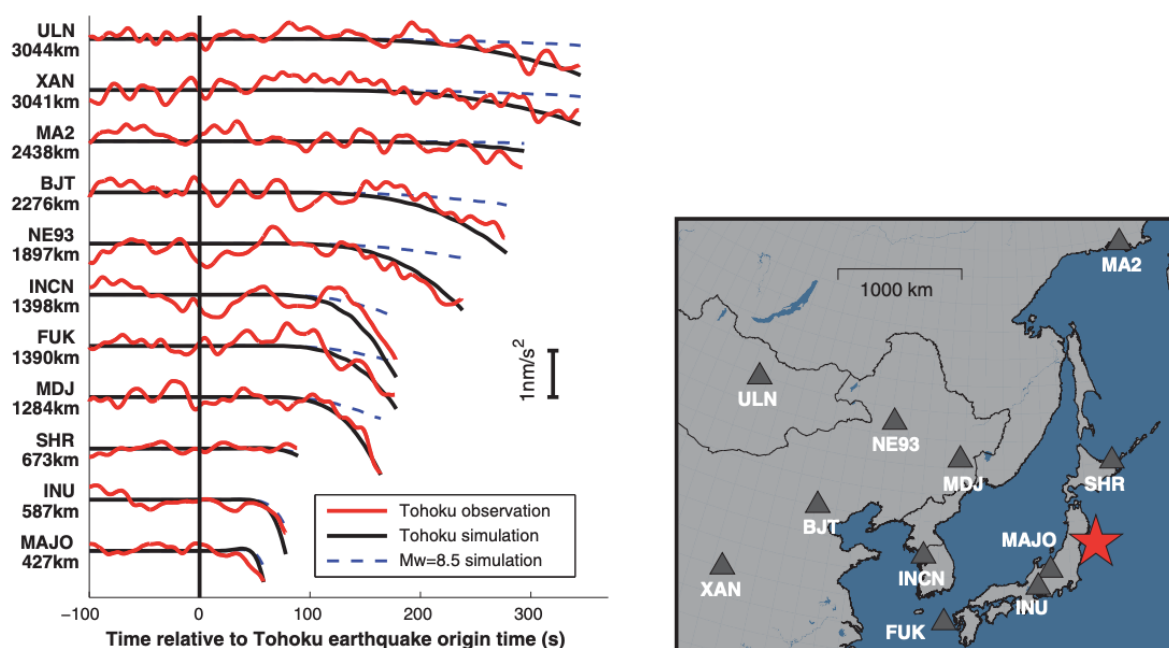 ULN
3044km
XAN
3041km
MA2
2438km
BJT
2276km
NE93
1897km
INCN
1398km
FUK
1390km
MDJ
1284km
SHR
673km
INU
587km
MAJO
427km
1nm/s²
Tohoku observation
Tohoku simulation
Mw=8.5 simulation
−100 0 100 200 300
Time relative to Tohoku earthquake origin time (s)
MA2
1000 km
ULN
NE93
MDJ
SHR
BJT
MAJO
INCN
XAN
INU
FUK